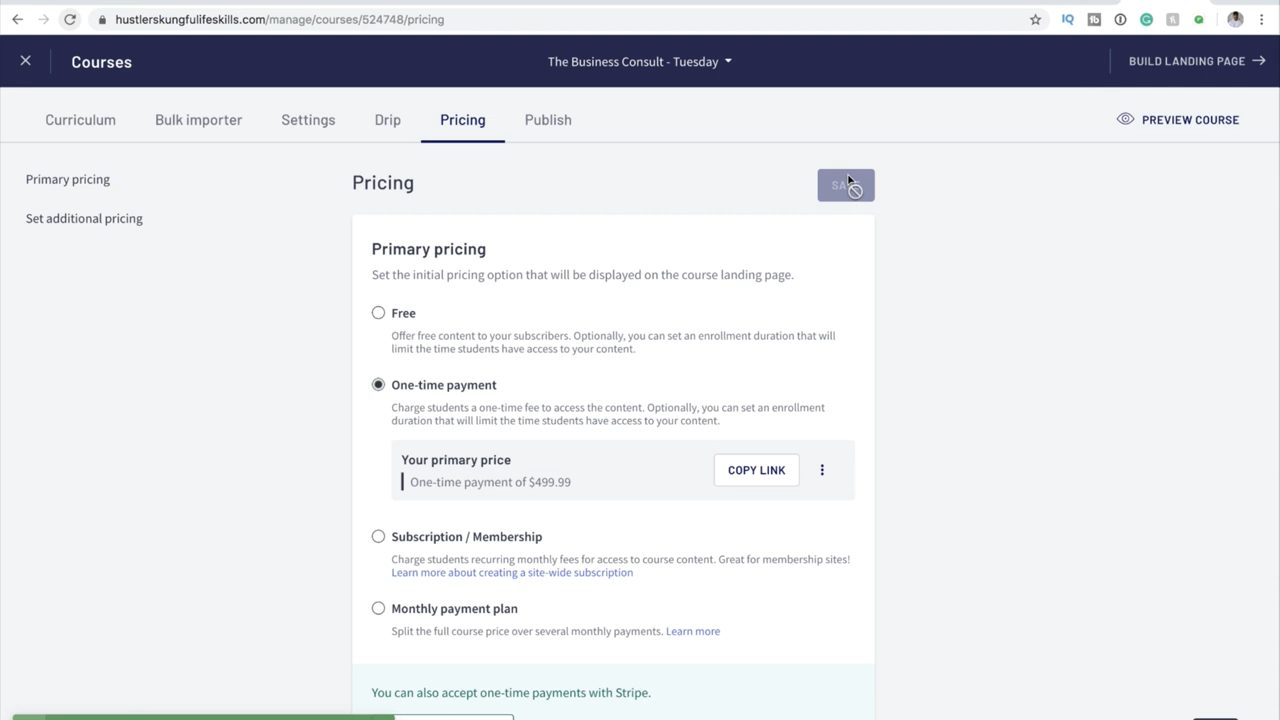 hustlerskungfulifeskills.com/manage/courses/524748/pricing
Courses
The Business Consult - Tuesday
BUILD LANDING PAGE
Curriculum
Bulk importer
Settings
Drip
Pricing
Publish
PREVIEW COURSE
Primary pricing
Set additional pricing
Pricing
Primary pricing
Set the initial pricing option that will be displayed on the course landing page.
Free
Offer free content to your subscribers. Optionally, you can set an enrollment duration that will
limit the time students have access to your content.
One-time payment
Charge students a one-time fee to access the content. Optionally, you can set an enrollment
duration that will limit the time students have access to your content.
Your primary price
One-time payment of $499.99
COPY LINK
Subscription / Membership
Charge students recurring monthly fees for access to course content. Great for membership sites!
Learn more about creating a site-wide subscription
Monthly payment plan
Split the full course price over several monthly payments. Learn more
You can also accept one-time payments with Stripe.